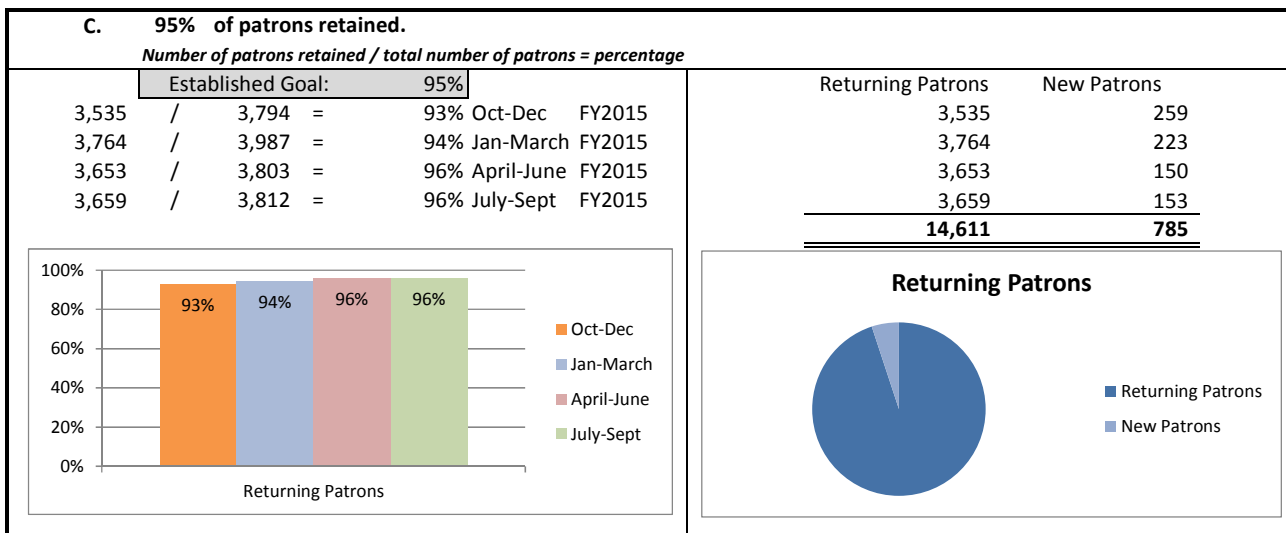 C. 95% of patrons retained.
Number of patrons retained / total number of patrons = percentage
Established Goal: 95%
3,535 / 3,794 = 93% Oct-Dec FY2015
3,764 / 3,987 = 94% Jan-March FY2015
3,653 / 3,803 = 96% April-June FY2015
3,659 / 3,812 = 96% July-Sept FY2015
Returning Patrons New Patrons
3,535 259
3,764 223
3,653 150
3,659 153
14,611 785
100%
80%
60%
40%
20%
0%
93% 94% 96% 96%
Returning Patrons
Oct-Dec
Jan-March
April-June
July-Sept
Returning Patrons
Returning Patrons
New Patrons